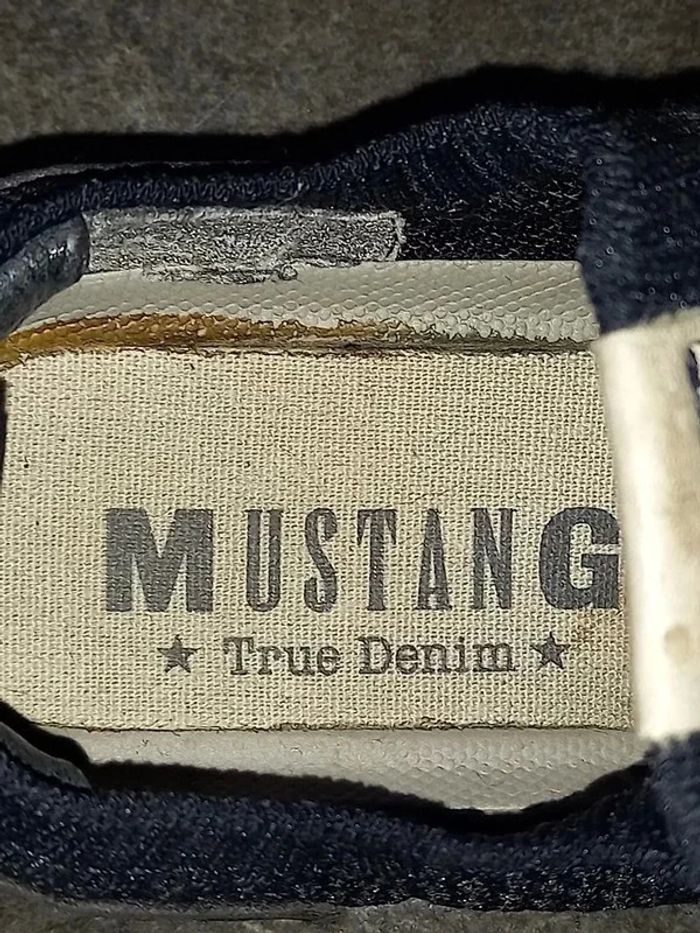 MUSTANG
★ True Denim ★